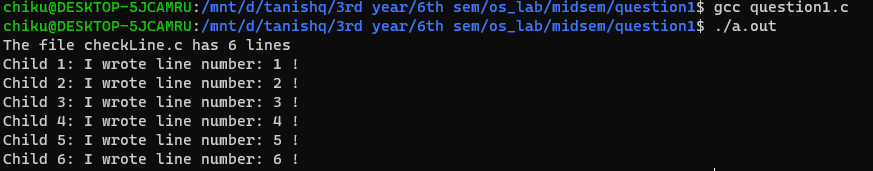 chiku@DESKTOP-5JCAMRU:/mnt/d/tanishq/3rd year/6th sem/os_lab/midsem/question1$ gcc question1.c
chiku@DESKTOP-5JCAMRU:/mnt/d/tanishq/3rd year/6th sem/os_lab/midsem/question1$ ./a.out
The file checkLine.c has 6 lines
Child 1: I wrote line number: 1 !
Child 2: I wrote line number: 2 !
Child 3: I wrote line number: 3 !
Child 4: I wrote line number: 4 !
Child 5: I wrote line number: 5 !
Child 6: I wrote line number: 6 !